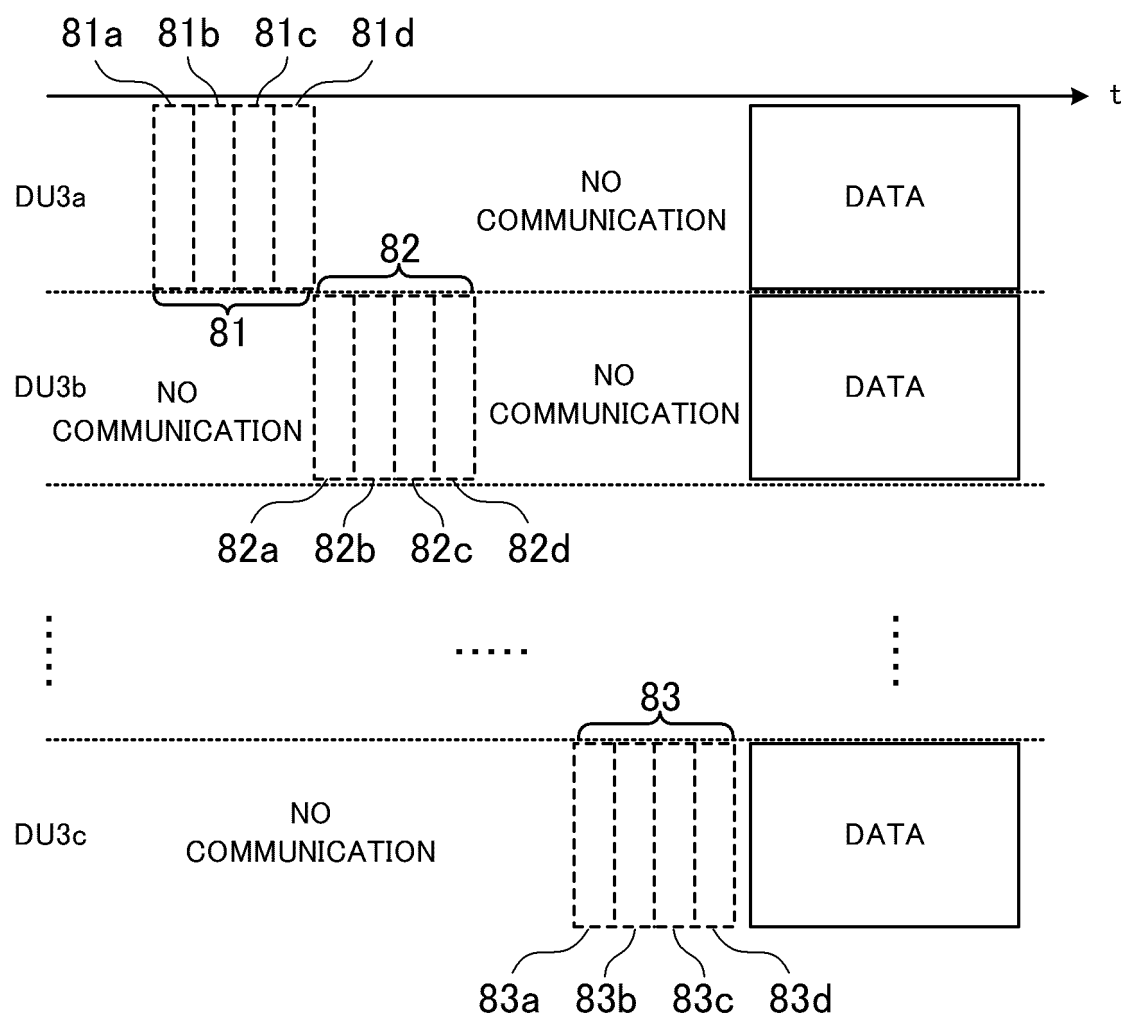 81a 81b 81c 81d
t
DU3a
NO
COMMUNICATION
DATA
82
81
DU3b
NO
COMMUNICATION
NO
COMMUNICATION
DATA
82a 82b 82c 82d
83
DU3c
NO
COMMUNICATION
DATA
83a 83b 83c 83d